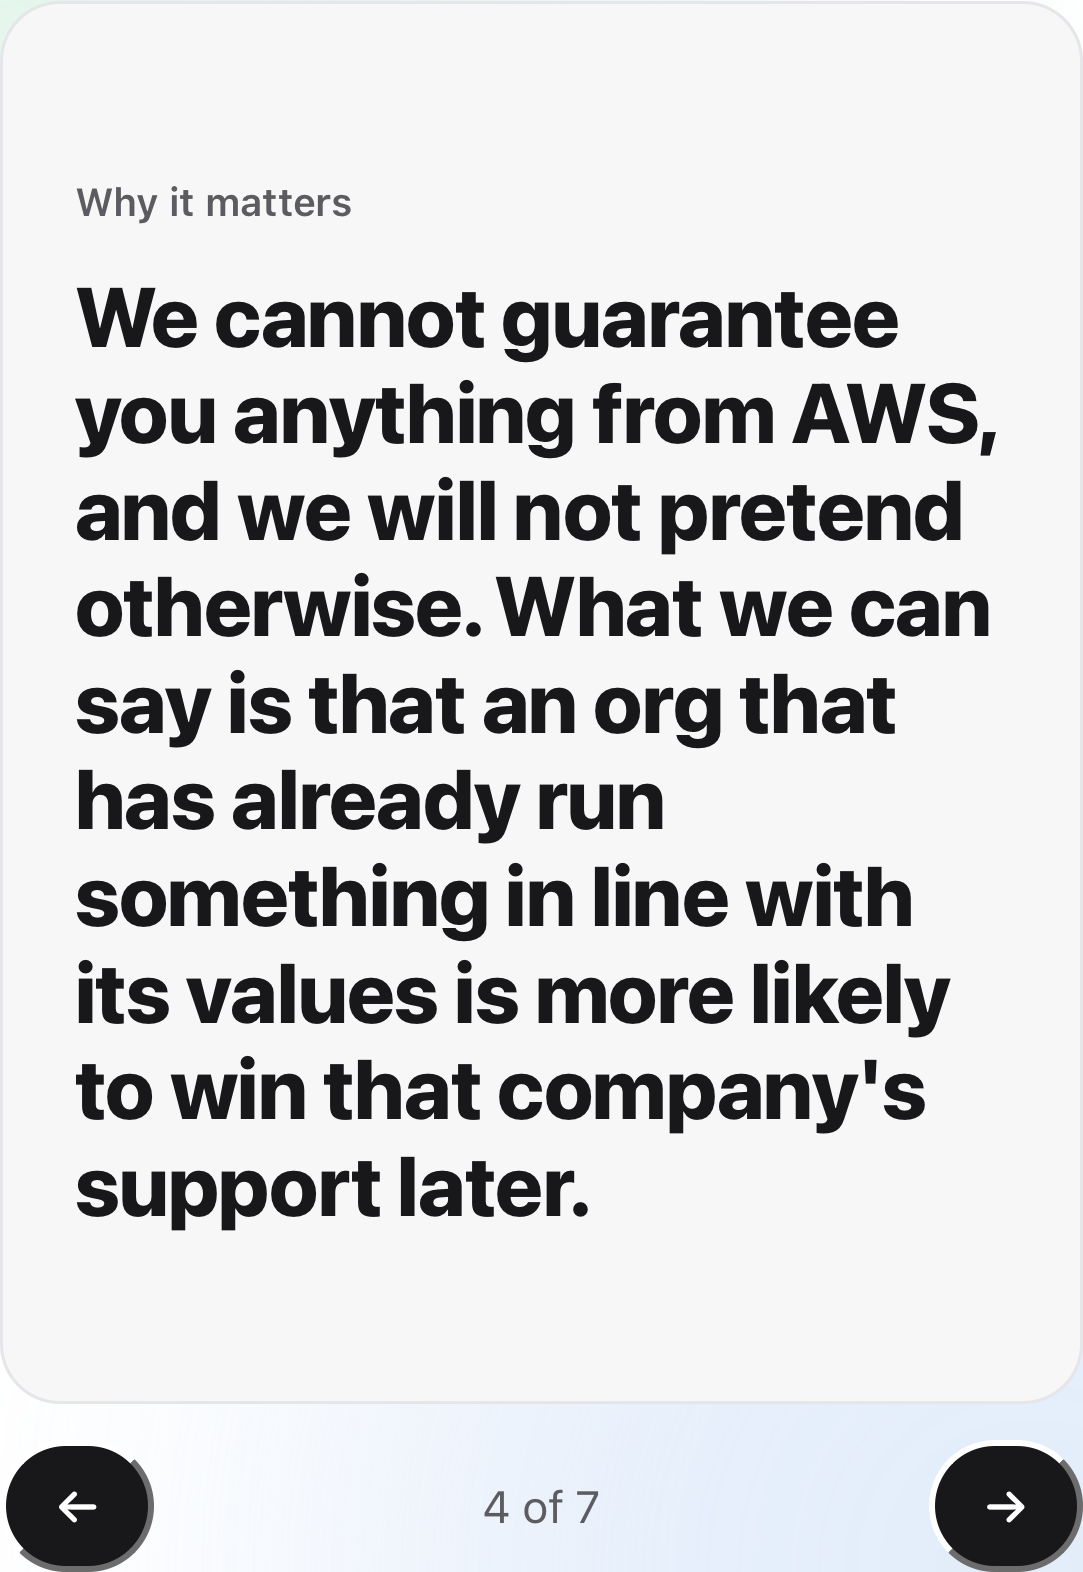 Why it matters
We cannot guarantee
you anything from AWS,
and we will not pretend
otherwise. What we can
say is that an org that
has already run
something in line with
its values is more likely
to win that company's
support later.
4 of 7